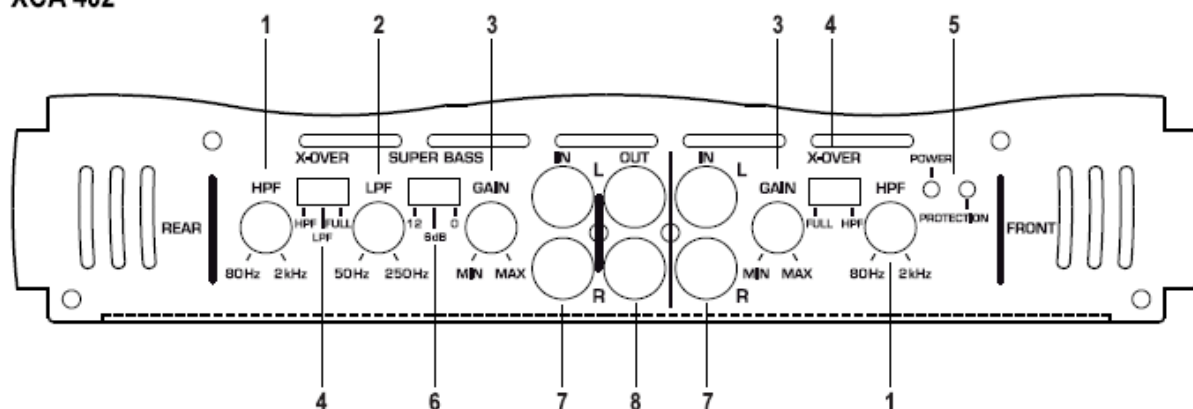 XCA 402
1 2 3 3 4 5
X-OVER SUPER BASS IN OUT IN X-OVER POWER
HPF LPF GAIN L L GAIN HPF
HPF FULL 12 0 FULL HPF PROTECTION
REAR LPF 6dB FRONT
80Hz 2kHz 50Hz 250Hz MIN MAX MIN MAX 80Hz 2kHz
R R
4 6 7 8 7 1